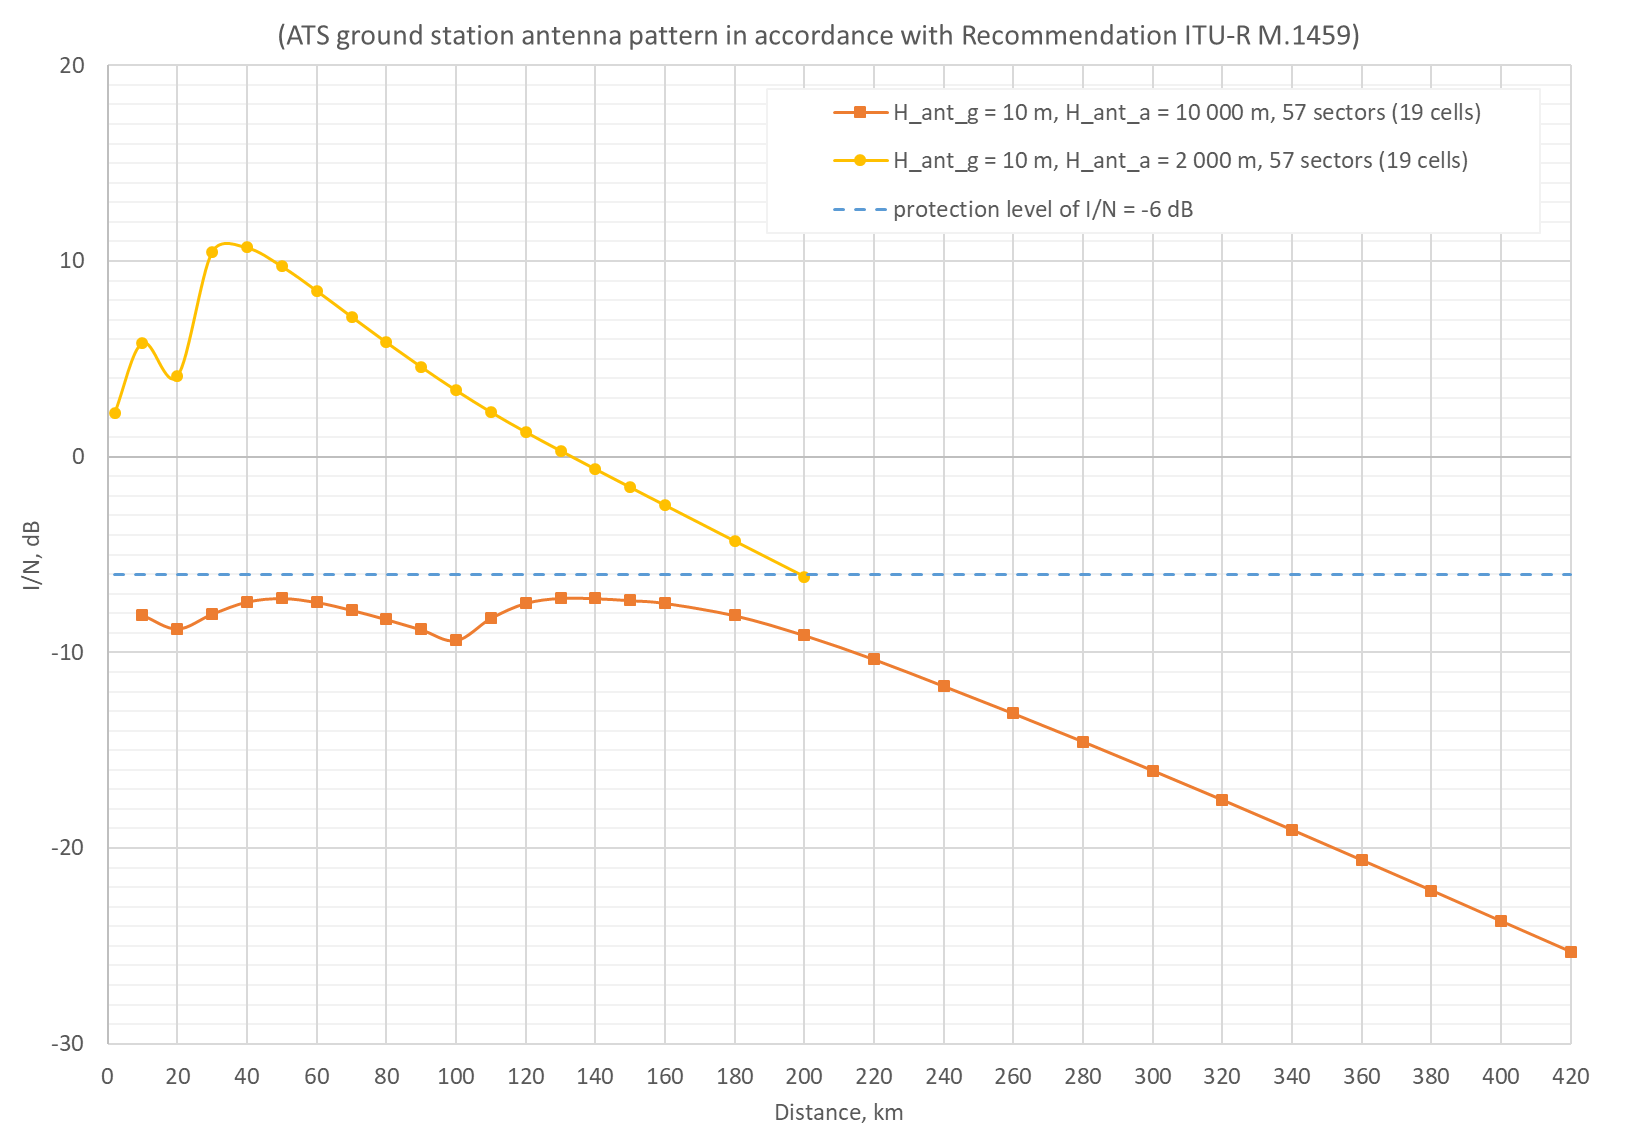 (ATS ground station antenna pattern in accordance with Recommendation ITU-R M.1459)
20
10
0
-10
-20
-30
I/N, dB
H_ant_g = 10 m, H_ant_a = 10 000 m, 57 sectors (19 cells)
H_ant_g = 10 m, H_ant_a = 2 000 m, 57 sectors (19 cells)
protection level of I/N = -6 dB
0 20 40 60 80 100 120 140 160 180 200 220 240 260 280 300 320 340 360 380 400 420
Distance, km